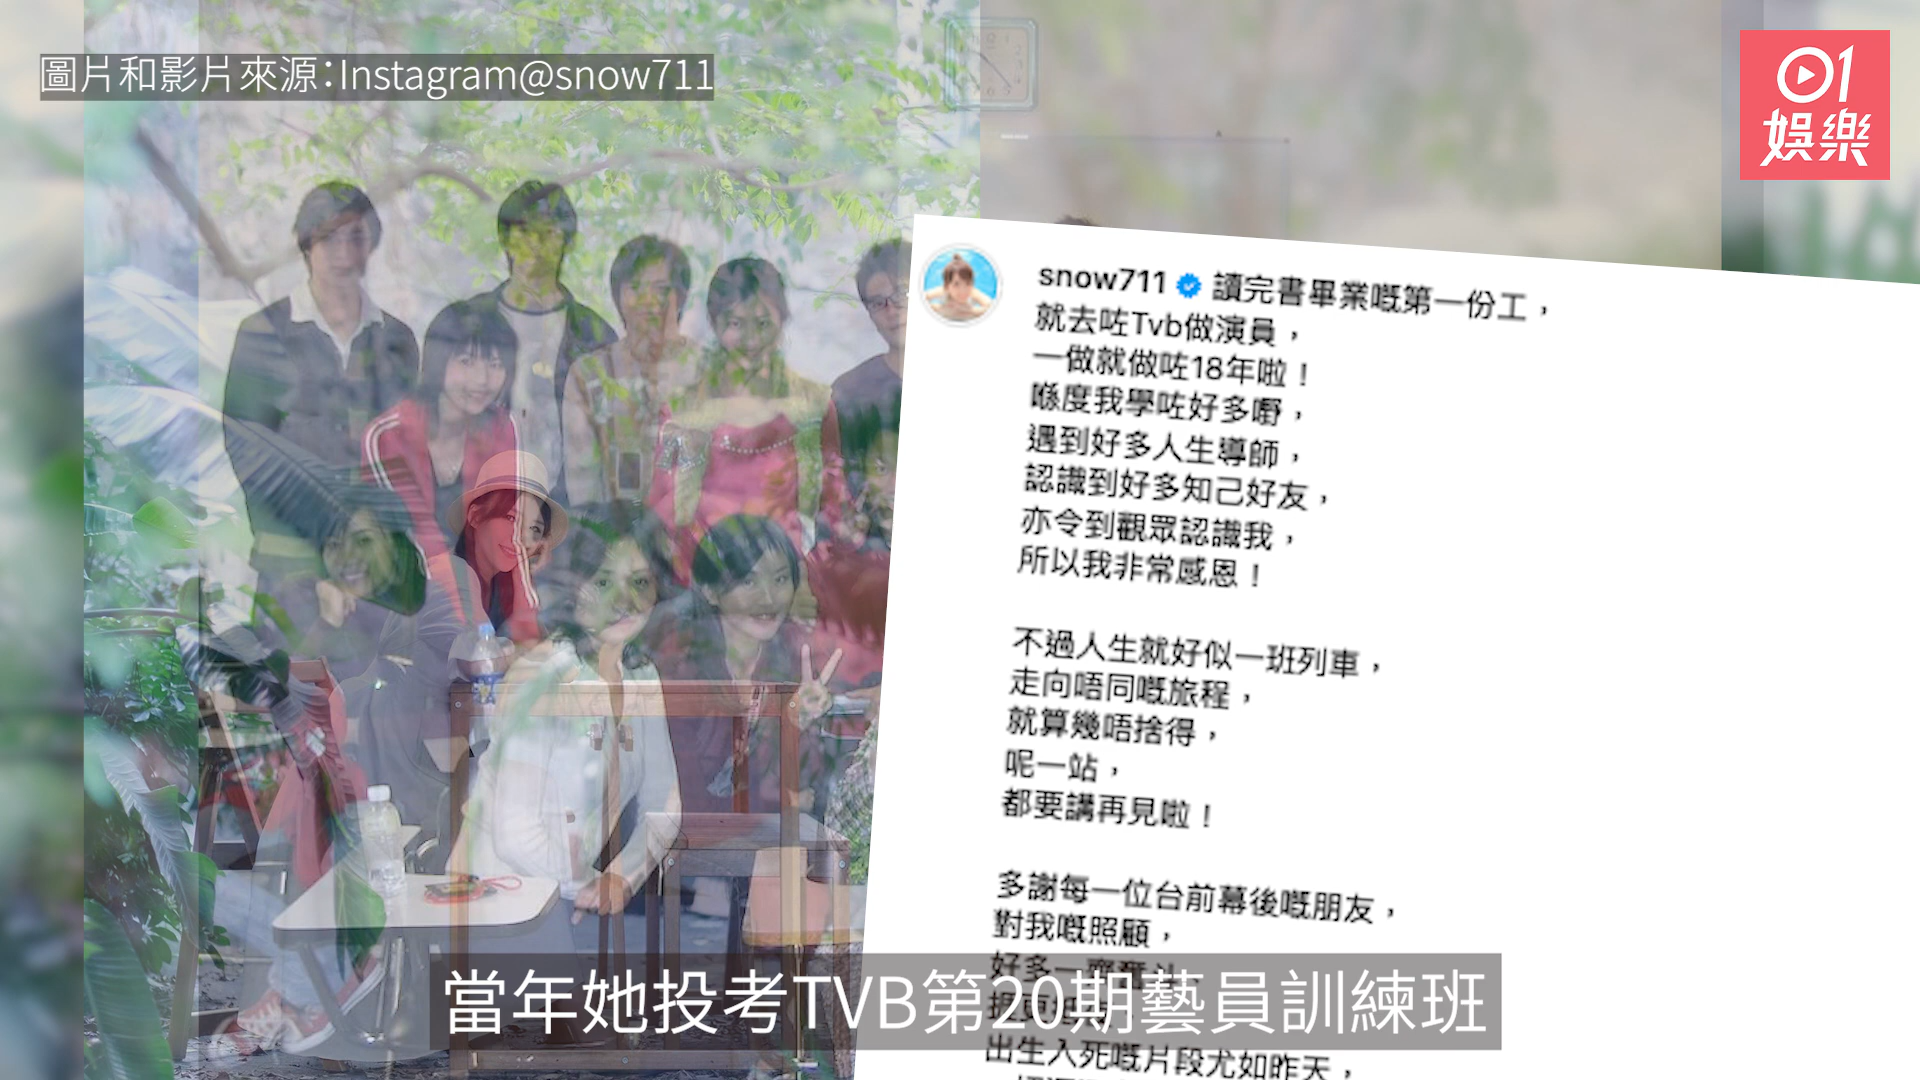 圖片和影片來源：Instagram@snow711
01
娛樂
snow711 讀完書畢業嘅第一份工，
就去咗Tvb做演員，
一做就做咗18年啦！
喺度我學咗好多嘢，
遇到好多人生導師，
認識到好多知己好友，
亦令到觀眾認識我，
所以我非常感恩！
不過人生就好似一班列車，
走向唔同嘅旅程，
就算幾唔捨得，
呢一站，
都要講再見啦！
多謝每一位台前幕後嘅朋友，
對我嘅照顧，
好多一齊奮斗，
當年她投考TVB第20期藝員訓練班
出生入死嘅片段尤如昨天，